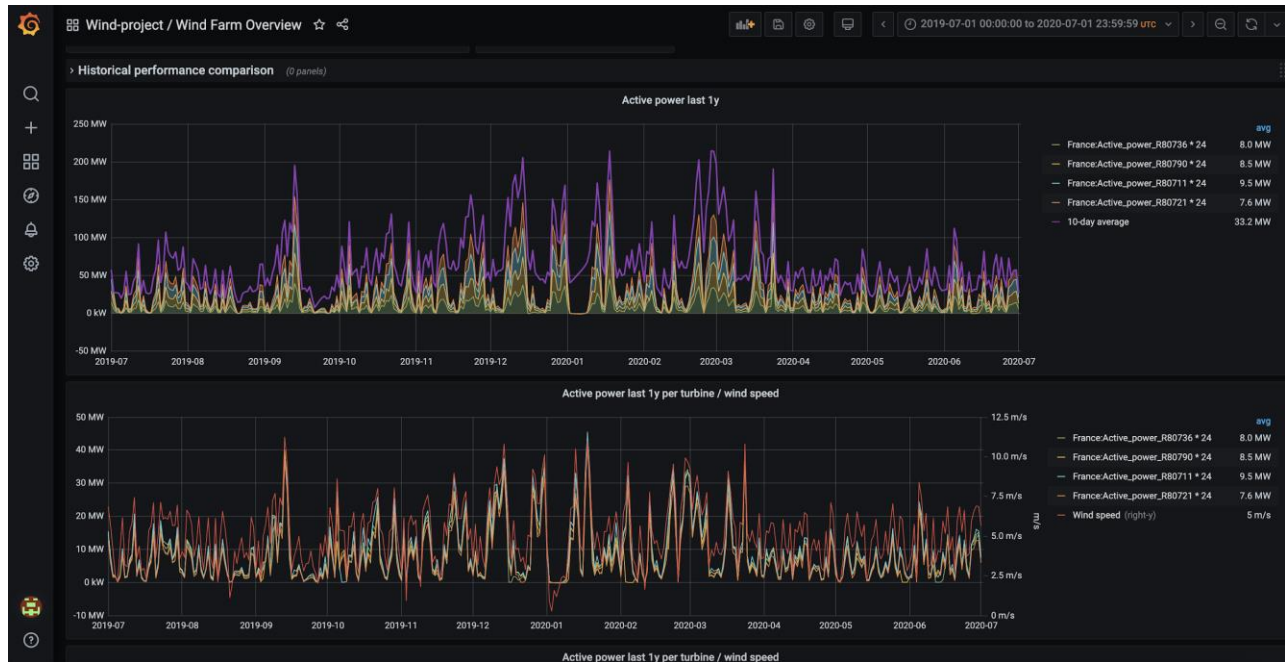 Wind-project / Wind Farm Overview
2019-07-01 00:00:00 to 2020-07-01 23:59:59 UTC
Historical performance comparison (0 panels)
Active power last 1y
250 MW
200 MW
150 MW
100 MW
50 MW
0 kW
-50 MW
2019-07 2019-08 2019-09 2019-10 2019-11 2019-12 2020-01 2020-02 2020-03 2020-04 2020-05 2020-06 2020-07
avg
France:Active_power_R80736 * 24 8.0 MW
France:Active_power_R80790 * 24 8.5 MW
France:Active_power_R80711 * 24 9.5 MW
France:Active_power_R80721 * 24 7.6 MW
10-day average 33.2 MW
Active power last 1y per turbine / wind speed
50 MW
40 MW
30 MW
20 MW
10 MW
0 kW
-10 MW
12.5 m/s
10.0 m/s
7.5 m/s
5.0 m/s
2.5 m/s
0 m/s
m/s
2019-07 2019-08 2019-09 2019-10 2019-11 2019-12 2020-01 2020-02 2020-03 2020-04 2020-05 2020-06 2020-07
avg
France:Active_power_R80736 * 24 8.0 MW
France:Active_power_R80790 * 24 8.5 MW
France:Active_power_R80711 * 24 9.5 MW
France:Active_power_R80721 * 24 7.6 MW
Wind speed (right-y) 5 m/s
Active power last 1y per turbine / wind speed